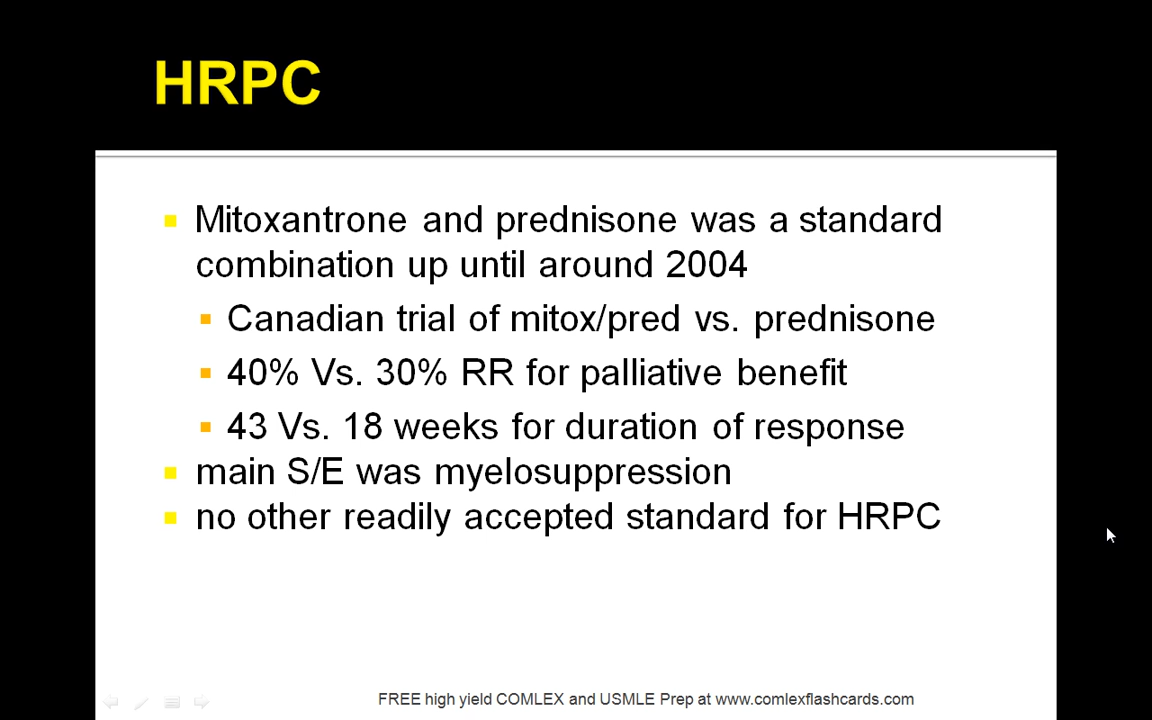 HRPC
Mitoxantrone and prednisone was a standard
combination up until around 2004
Canadian trial of mitox/pred vs. prednisone
40% Vs. 30% RR for palliative benefit
43 Vs. 18 weeks for duration of response
main S/E was myelosuppression
no other readily accepted standard for HRPC
FREE high yield COMLEX and USMLE Prep at www.comlexflashcards.com